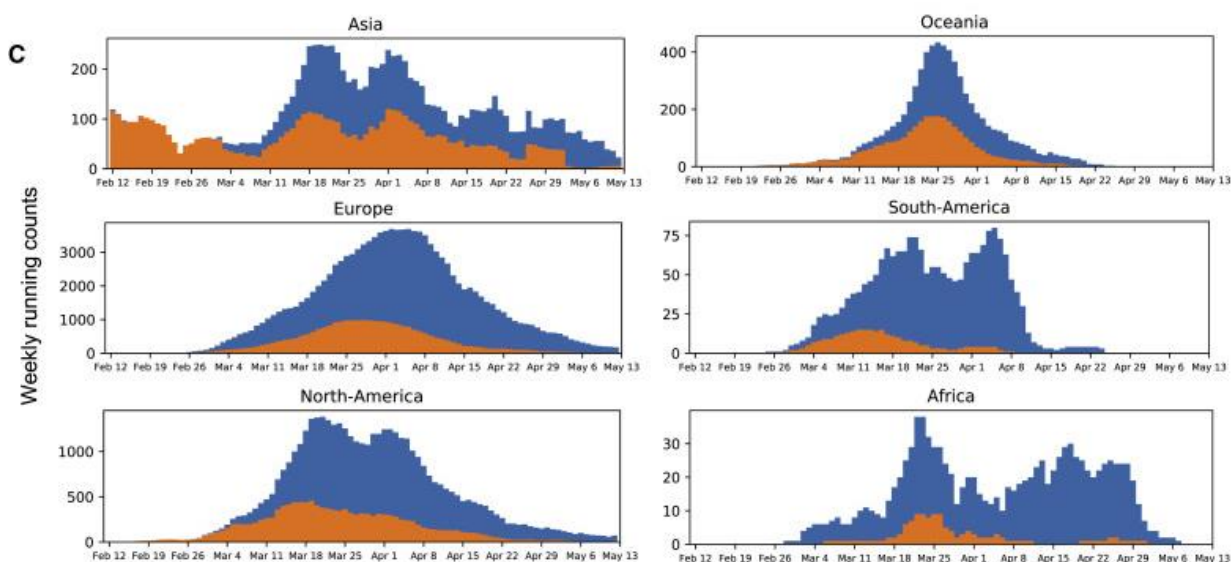 C
Weekly running counts
Asia
200
100
0
Feb 12 Feb 19 Feb 26 Mar 4 Mar 11 Mar 18 Mar 25 Apr 1 Apr 8 Apr 15 Apr 22 Apr 29 May 6 May 13
Oceania
400
200
0
Feb 12 Feb 19 Feb 26 Mar 4 Mar 11 Mar 18 Mar 25 Apr 1 Apr 8 Apr 15 Apr 22 Apr 29 May 6 May 13
Europe
3000
2000
1000
0
Feb 12 Feb 19 Feb 26 Mar 4 Mar 11 Mar 18 Mar 25 Apr 1 Apr 8 Apr 15 Apr 22 Apr 29 May 6 May 13
South-America
75
50
25
0
Feb 12 Feb 19 Feb 26 Mar 4 Mar 11 Mar 18 Mar 25 Apr 1 Apr 8 Apr 15 Apr 22 Apr 29 May 6 May 13
North-America
1000
500
0
Feb 12 Feb 19 Feb 26 Mar 4 Mar 11 Mar 18 Mar 25 Apr 1 Apr 8 Apr 15 Apr 22 Apr 29 May 6 May 13
Africa
30
20
10
0
Feb 12 Feb 19 Feb 26 Mar 4 Mar 11 Mar 18 Mar 25 Apr 1 Apr 8 Apr 15 Apr 22 Apr 29 May 6 May 13